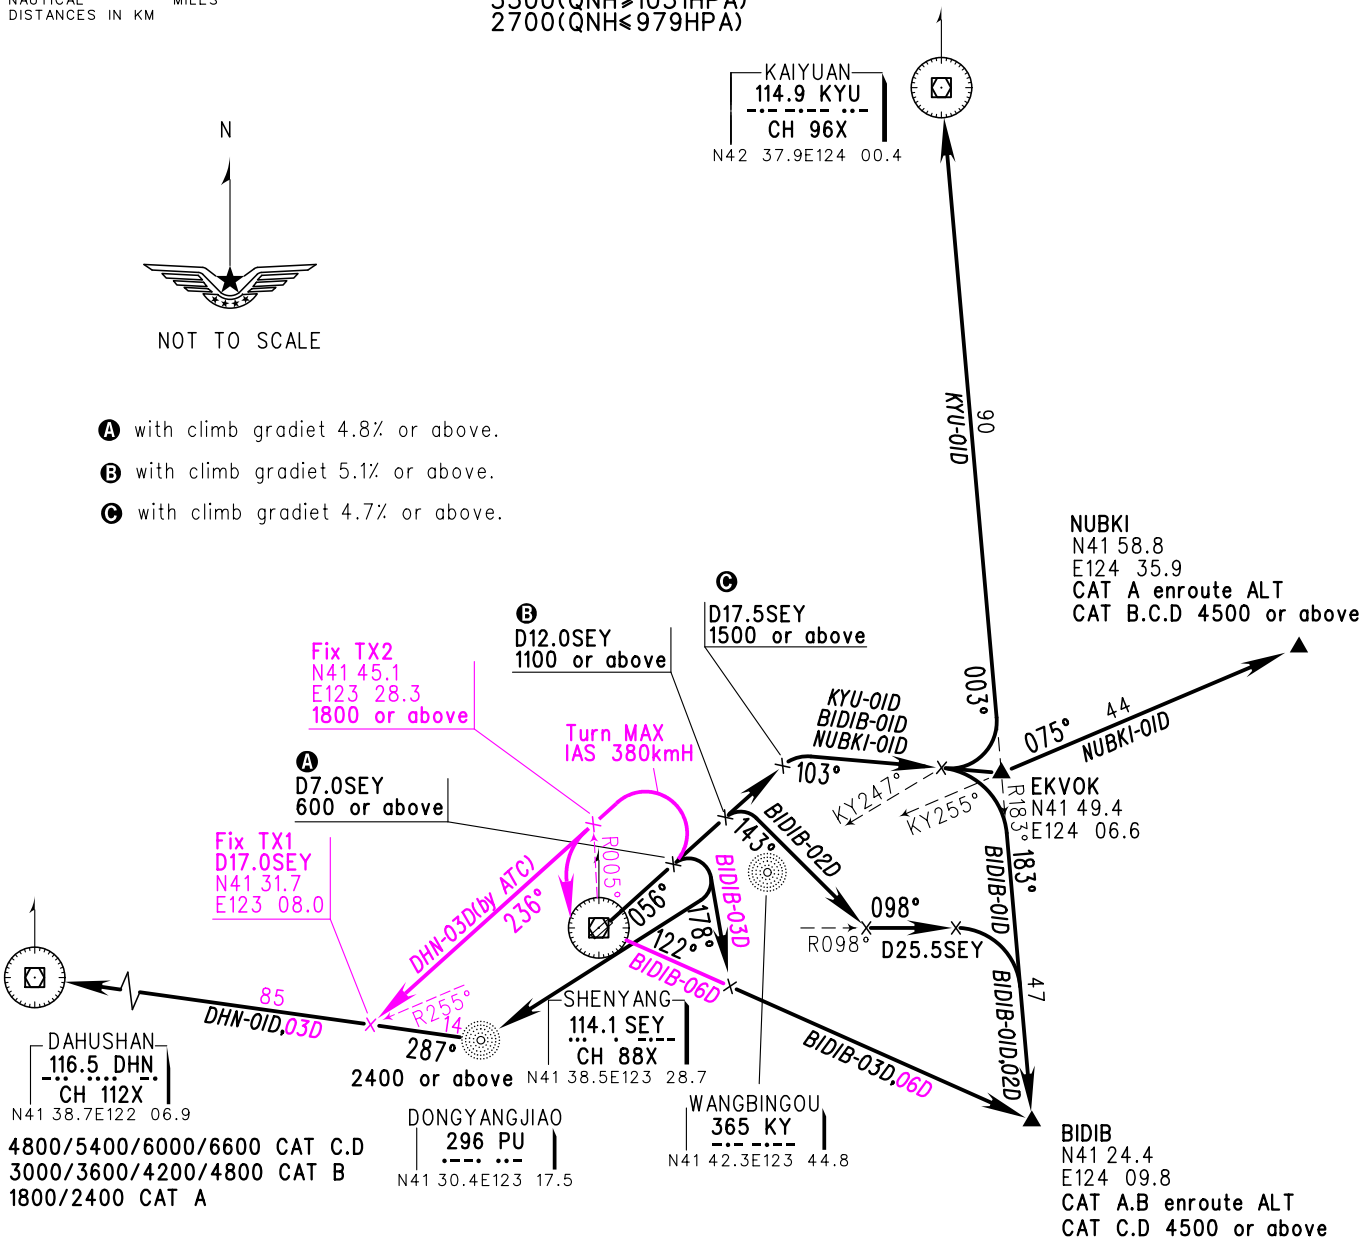 NAUTICAL MILES
DISTANCES IN KM
3300(QNH≥1031HPA)
2700(QNH≤979HPA)
KAIYUAN
114.9 KYU
CH 96X
N42 37.9E124 00.4
N
NOT TO SCALE
A with climb gradiet 4.8% or above.
B with climb gradiet 5.1% or above.
C with climb gradiet 4.7% or above.
KYU-01D
90
NUBKI
N41 58.8
E124 35.9
CAT A enroute ALT
CAT B.C.D 4500 or above
C
D17.5SEY
1500 or above
B
D12.0SEY
1100 or above
Fix TX2
N41 45.1
E123 28.3
1800 or above
Turn MAX
IAS 380kmH
A
D7.0SEY
600 or above
Fix TX1
D17.0SEY
N41 31.7
E123 08.0
KYU-01D
BIDIB-01D
NUBKI-01D
103°
003°
075°
44
NUBKI-01D
KY247°
KY255°
R183°
EKVOK
N41 49.4
E124 06.6
183°
BIDIB-01D
47
BIDIB-01D,02D
143°
BIDIB-02D
098°
R098°
D25.5SEY
BIDIB-03D
178°
056°
R005°
122°
BIDIB-06D
BIDIB-03D,06D
DHN-03D(by ATC)
236°
R255°
14
287°
2400 or above
85
DHN-01D,03D
DAHUSHAN
116.5 DHN
CH 112X
N41 38.7E122 06.9
4800/5400/6000/6600 CAT C.D
3000/3600/4200/4800 CAT B
1800/2400 CAT A
SHENYANG
114.1 SEY
CH 88X
N41 38.5E123 28.7
DONGYANGJIAO
296 PU
N41 30.4E123 17.5
WANGBINGOU
365 KY
N41 42.3E123 44.8
BIDIB
N41 24.4
E124 09.8
CAT A.B enroute ALT
CAT C.D 4500 or above